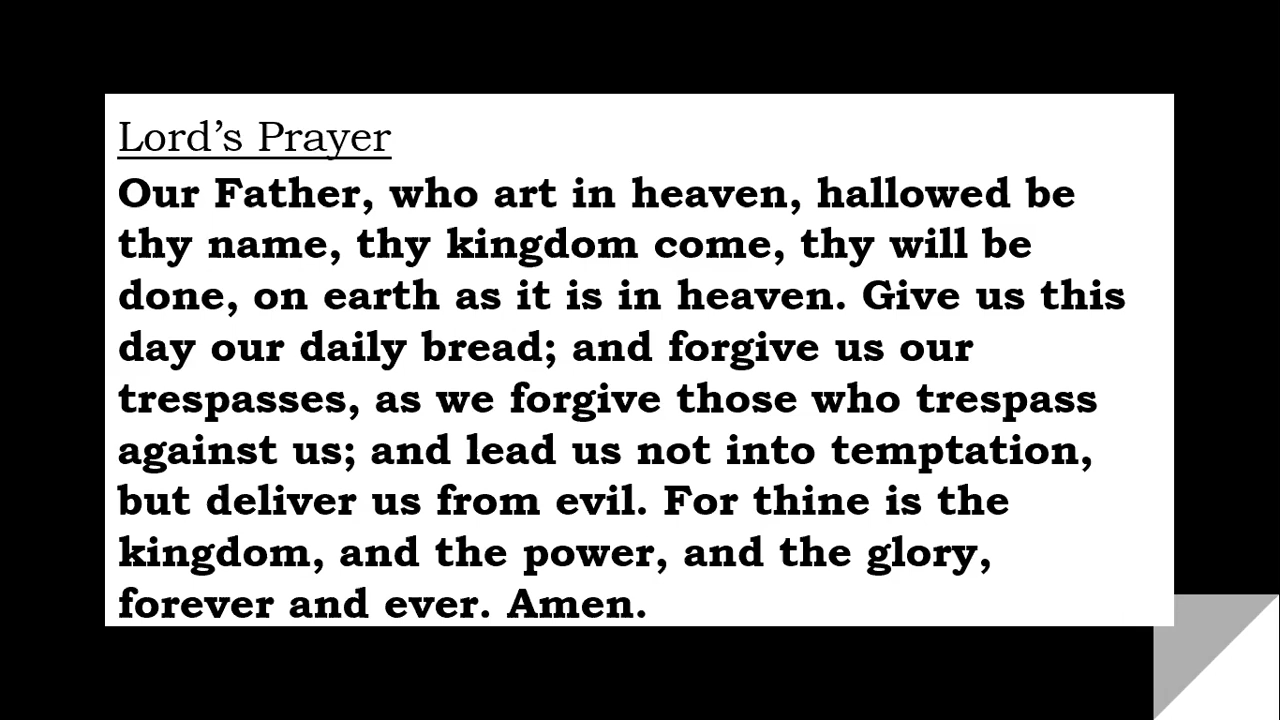 Lord’s Prayer
Our Father, who art in heaven, hallowed be
thy name, thy kingdom come, thy will be
done, on earth as it is in heaven. Give us this
day our daily bread; and forgive us our
trespasses, as we forgive those who trespass
against us; and lead us not into temptation,
but deliver us from evil. For thine is the
kingdom, and the power, and the glory,
forever and ever. Amen.